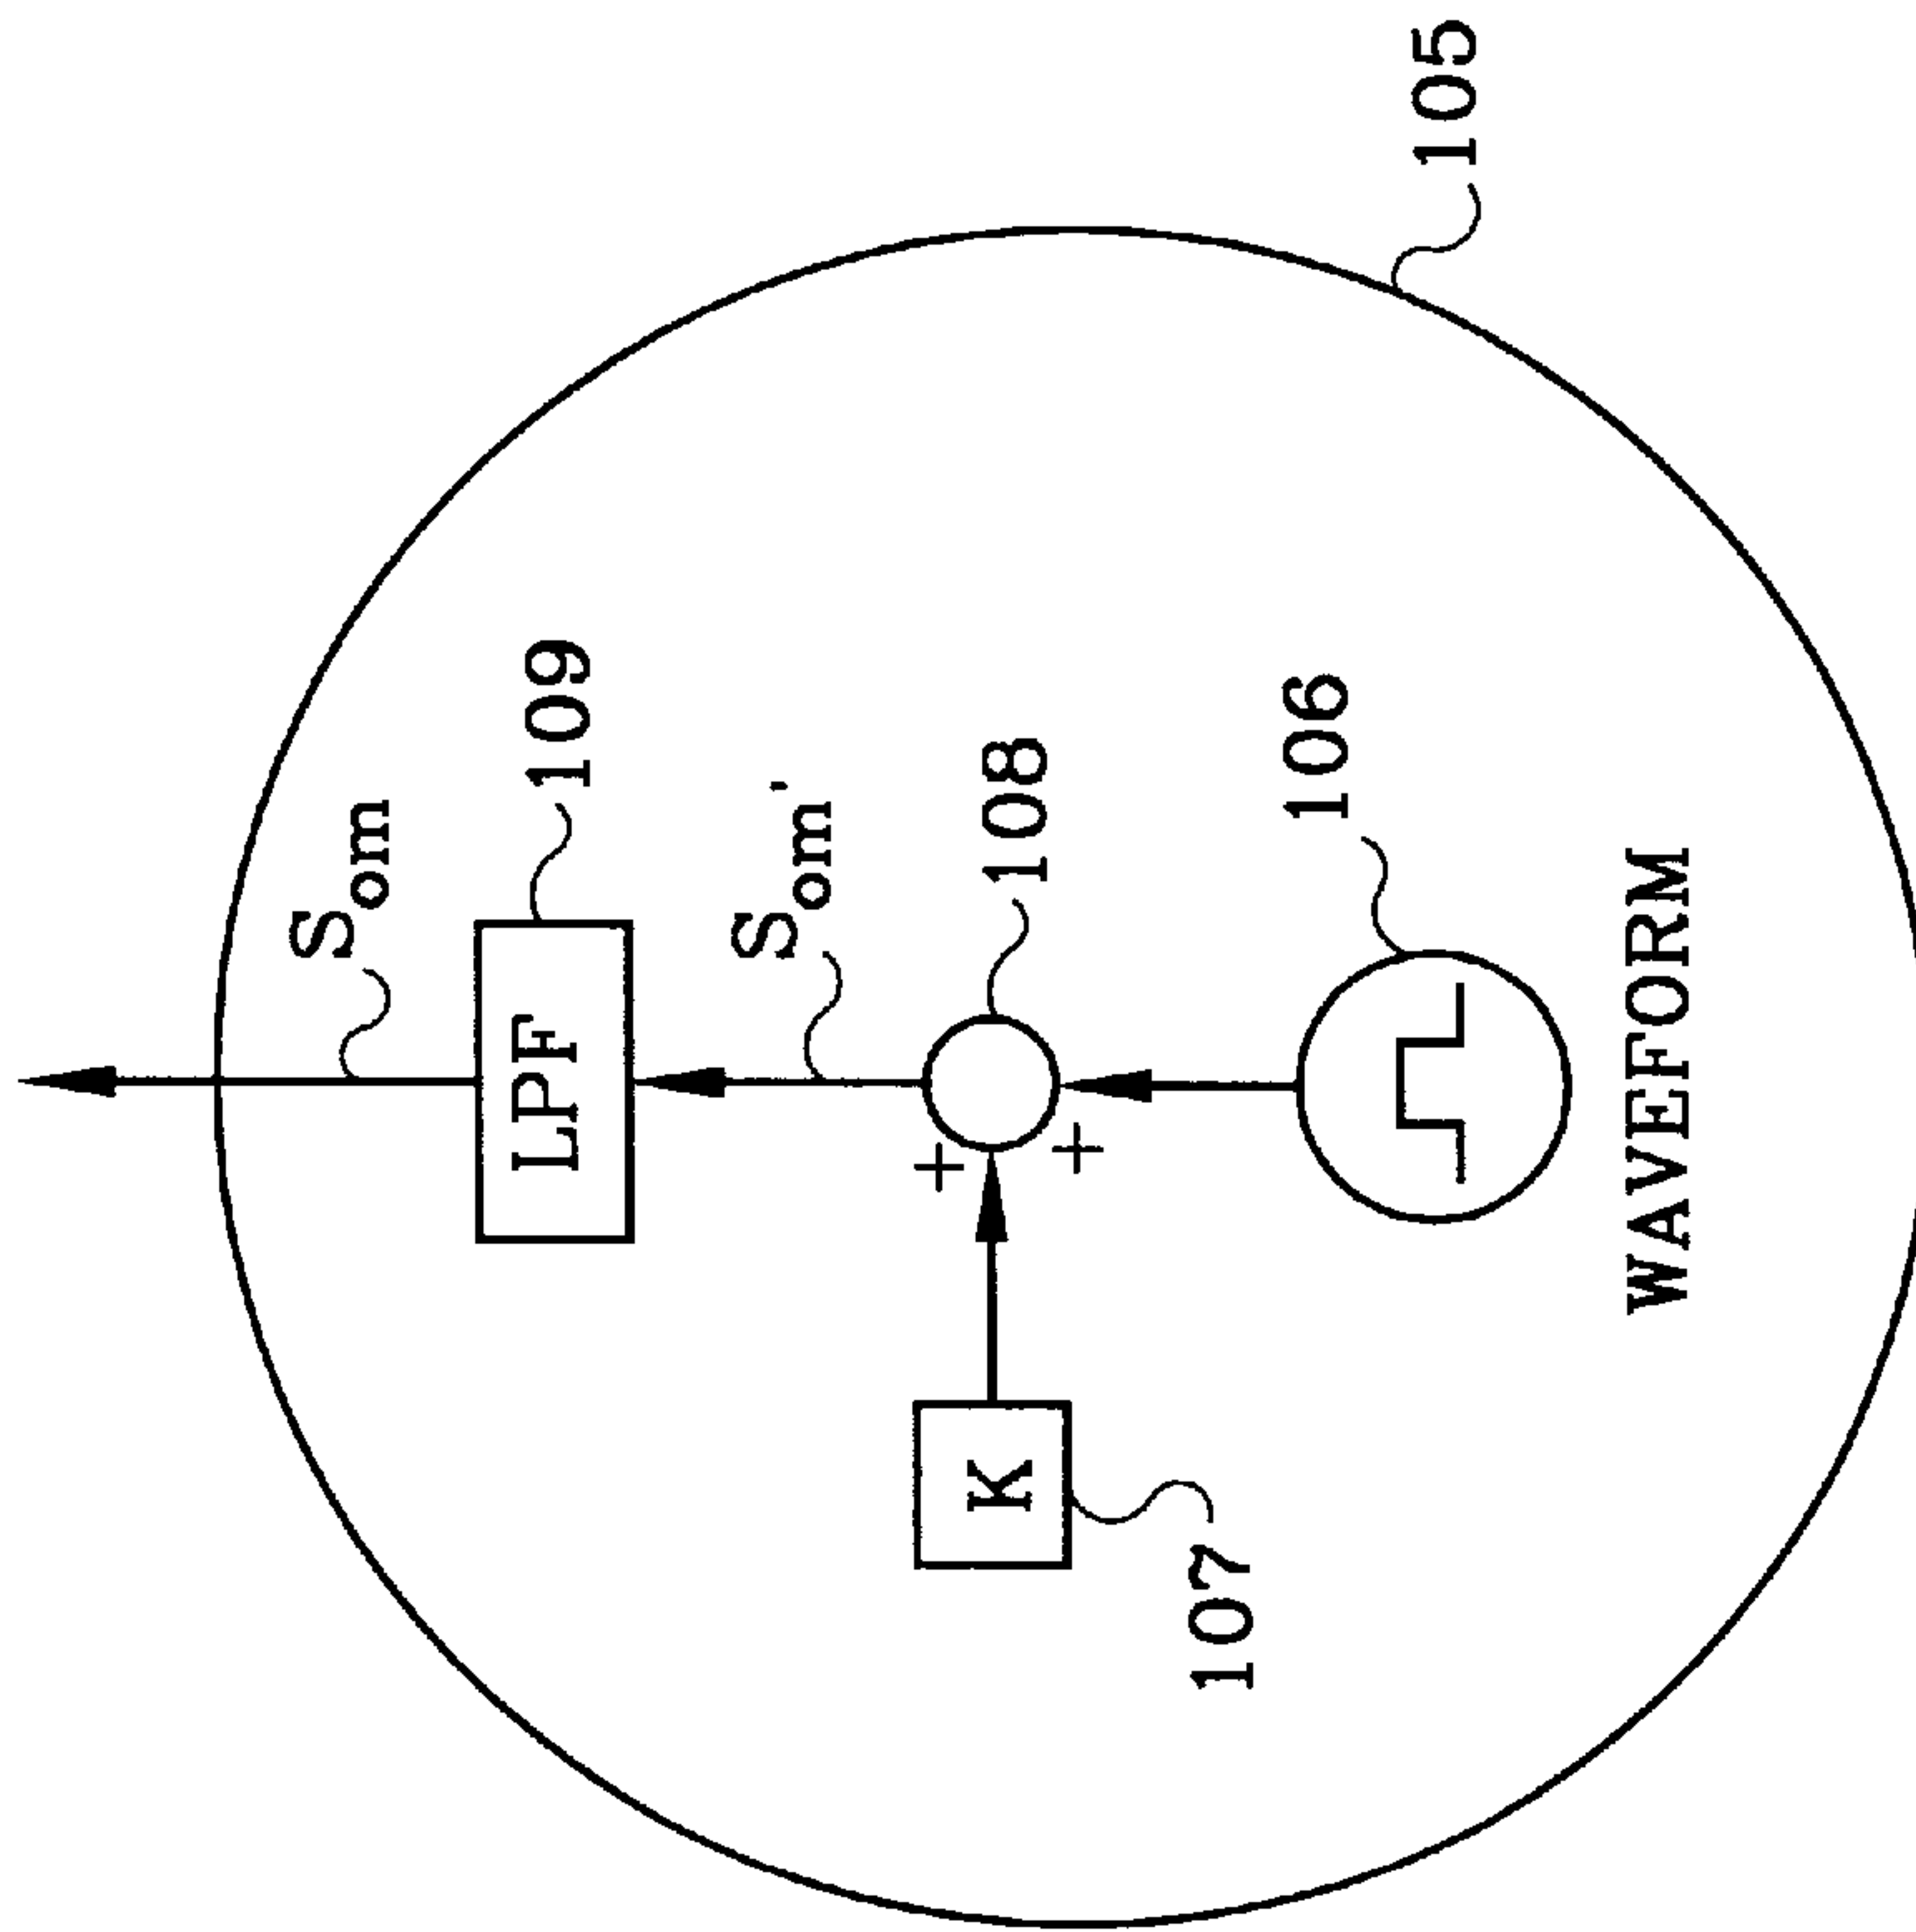 105
S_om
109
LPF
S_om'
108
+
+
106
K
107
WAVEFORM